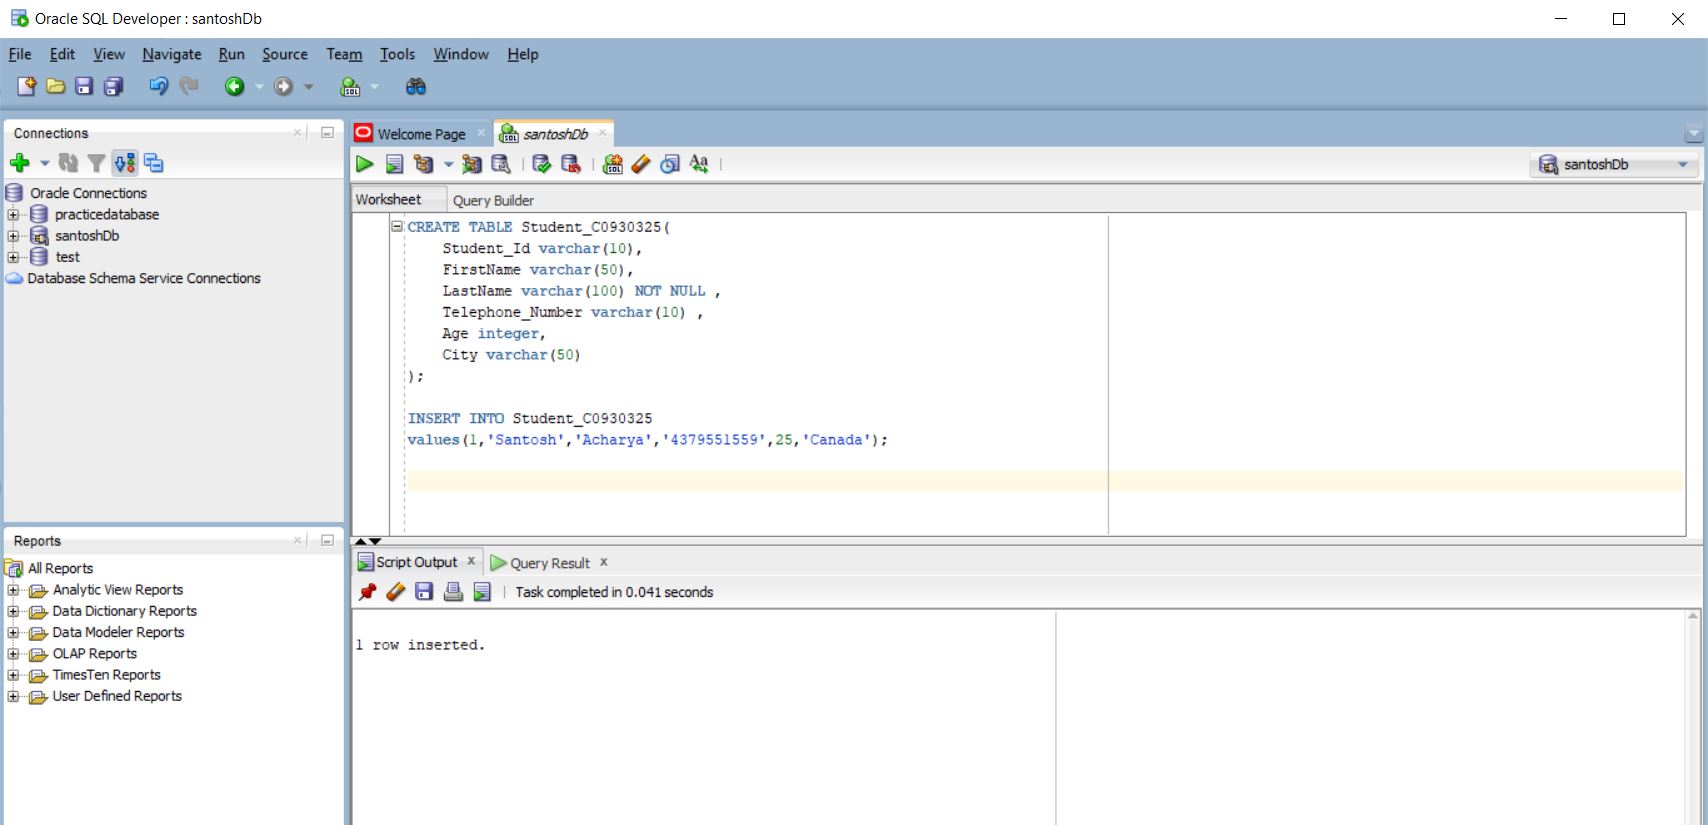 Oracle SQL Developer : santoshDb
File Edit View Navigate Run Source Team Tools Window Help
Connections
Oracle Connections
practicedatabase
santoshDb
test
Database Schema Service Connections
Reports
All Reports
Analytic View Reports
Data Dictionary Reports
Data Modeler Reports
OLAP Reports
TimesTen Reports
User Defined Reports
Welcome Page santoshDb
santoshDb
Worksheet Query Builder
CREATE TABLE Student_C0930325(
Student_Id varchar(10),
FirstName varchar(50),
LastName varchar(100) NOT NULL ,
Telephone_Number varchar(10) ,
Age integer,
City varchar(50)
);
INSERT INTO Student_C0930325
values(1,'Santosh','Acharya','4379551559',25,'Canada');
Script Output Query Result
Task completed in 0.041 seconds
1 row inserted.